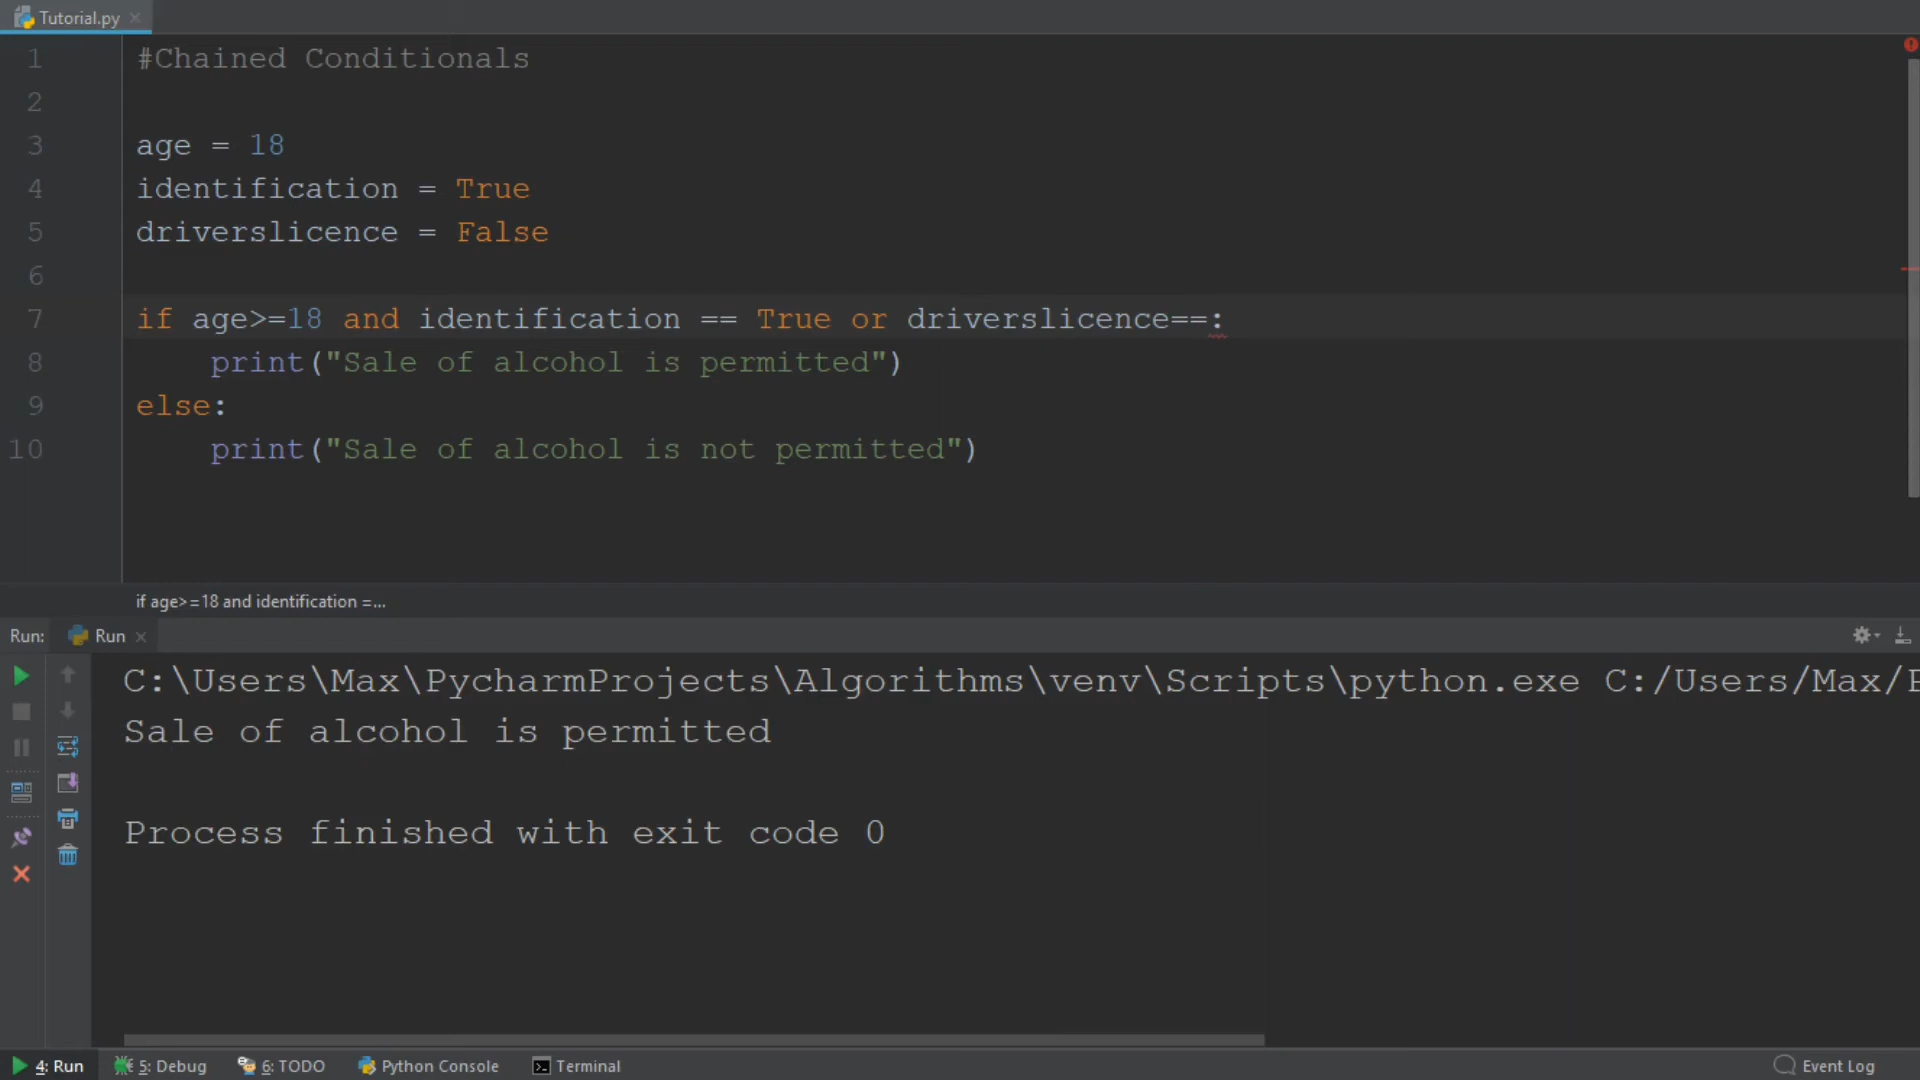 Tutorial.py
1 #Chained Conditionals
2
3 age = 18
4 identification = True
5 driverslicence = False
6
7 if age>=18 and identification == True or driverslicence==:
8     print("Sale of alcohol is permitted")
9 else:
10     print("Sale of alcohol is not permitted")
if age>=18 and identification =...
Run: Run
C:\Users\Max\PycharmProjects\Algorithms\venv\Scripts\python.exe C:/Users/Max/
Sale of alcohol is permitted
Process finished with exit code 0
4: Run 5: Debug 6: TODO Python Console Terminal Event Log